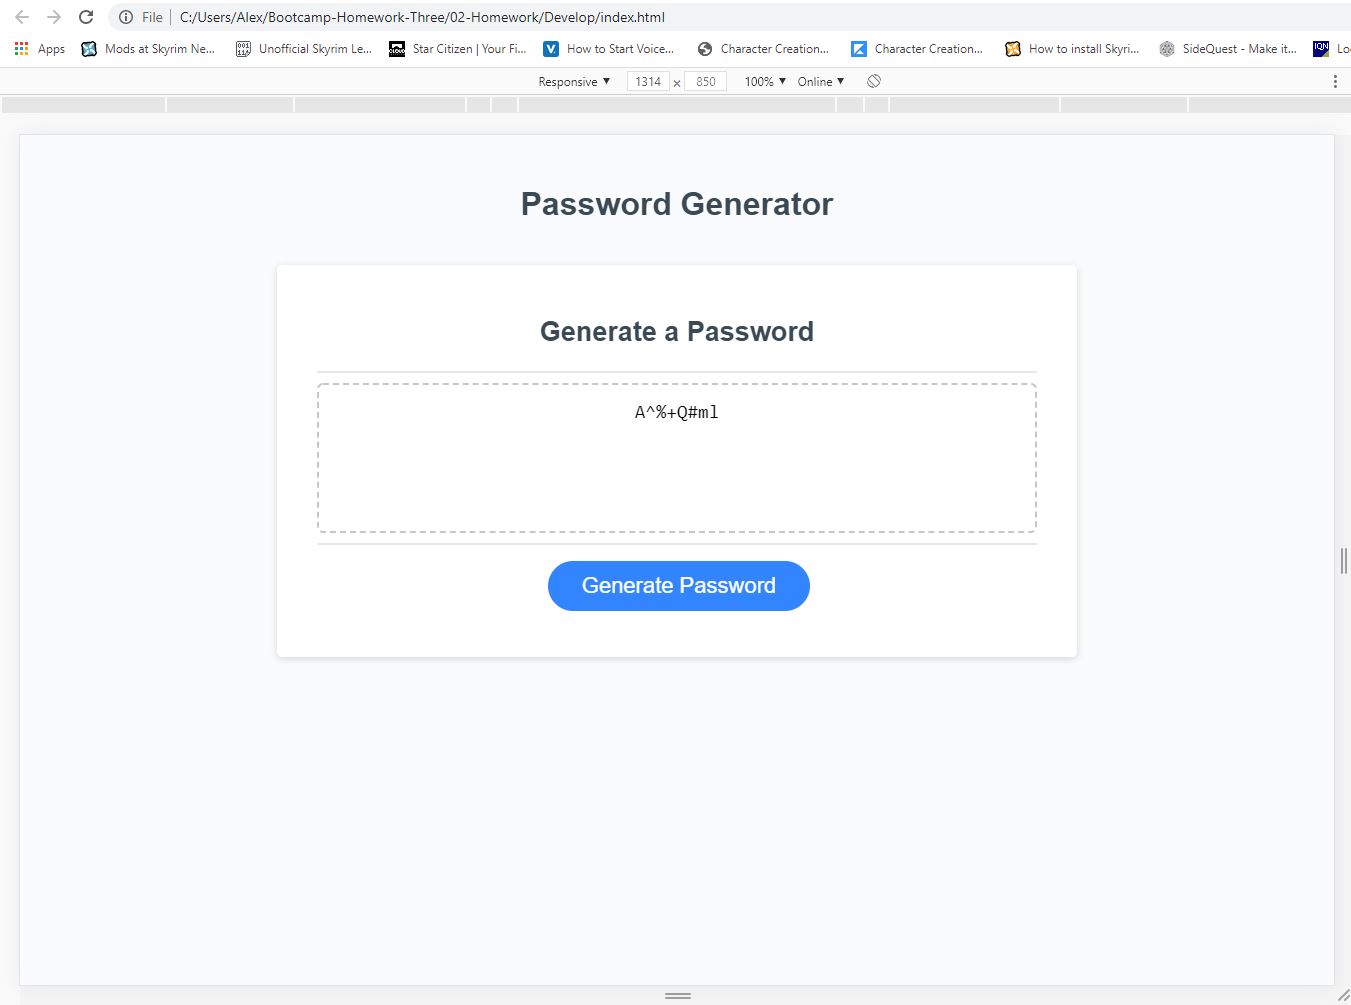 File | C:/Users/Alex/Bootcamp-Homework-Three/02-Homework/Develop/index.html
Apps Mods at Skyrim Ne... Unofficial Skyrim Le... Star Citizen | Your Fi... How to Start Voice... Character Creation... Character Creation... How to install Skyri... SideQuest - Make it... IQN Lo
Responsive ▼ 1314 × 850 100% ▼ Online ▼
Password Generator
Generate a Password
A^%+Q#ml
Generate Password